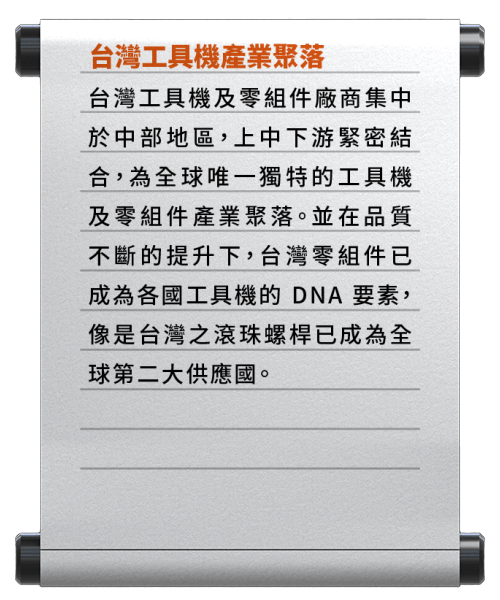 台灣工具機產業聚落
台灣工具機及零組件廠商集中
於中部地區，上中下游緊密結
合，為全球唯一獨特的工具機
及零組件產業聚落。並在品質
不斷的提升下，台灣零組件已
成為各國工具機的 DNA 要素，
像是台灣之滾珠螺桿已成為全
球第二大供應國。